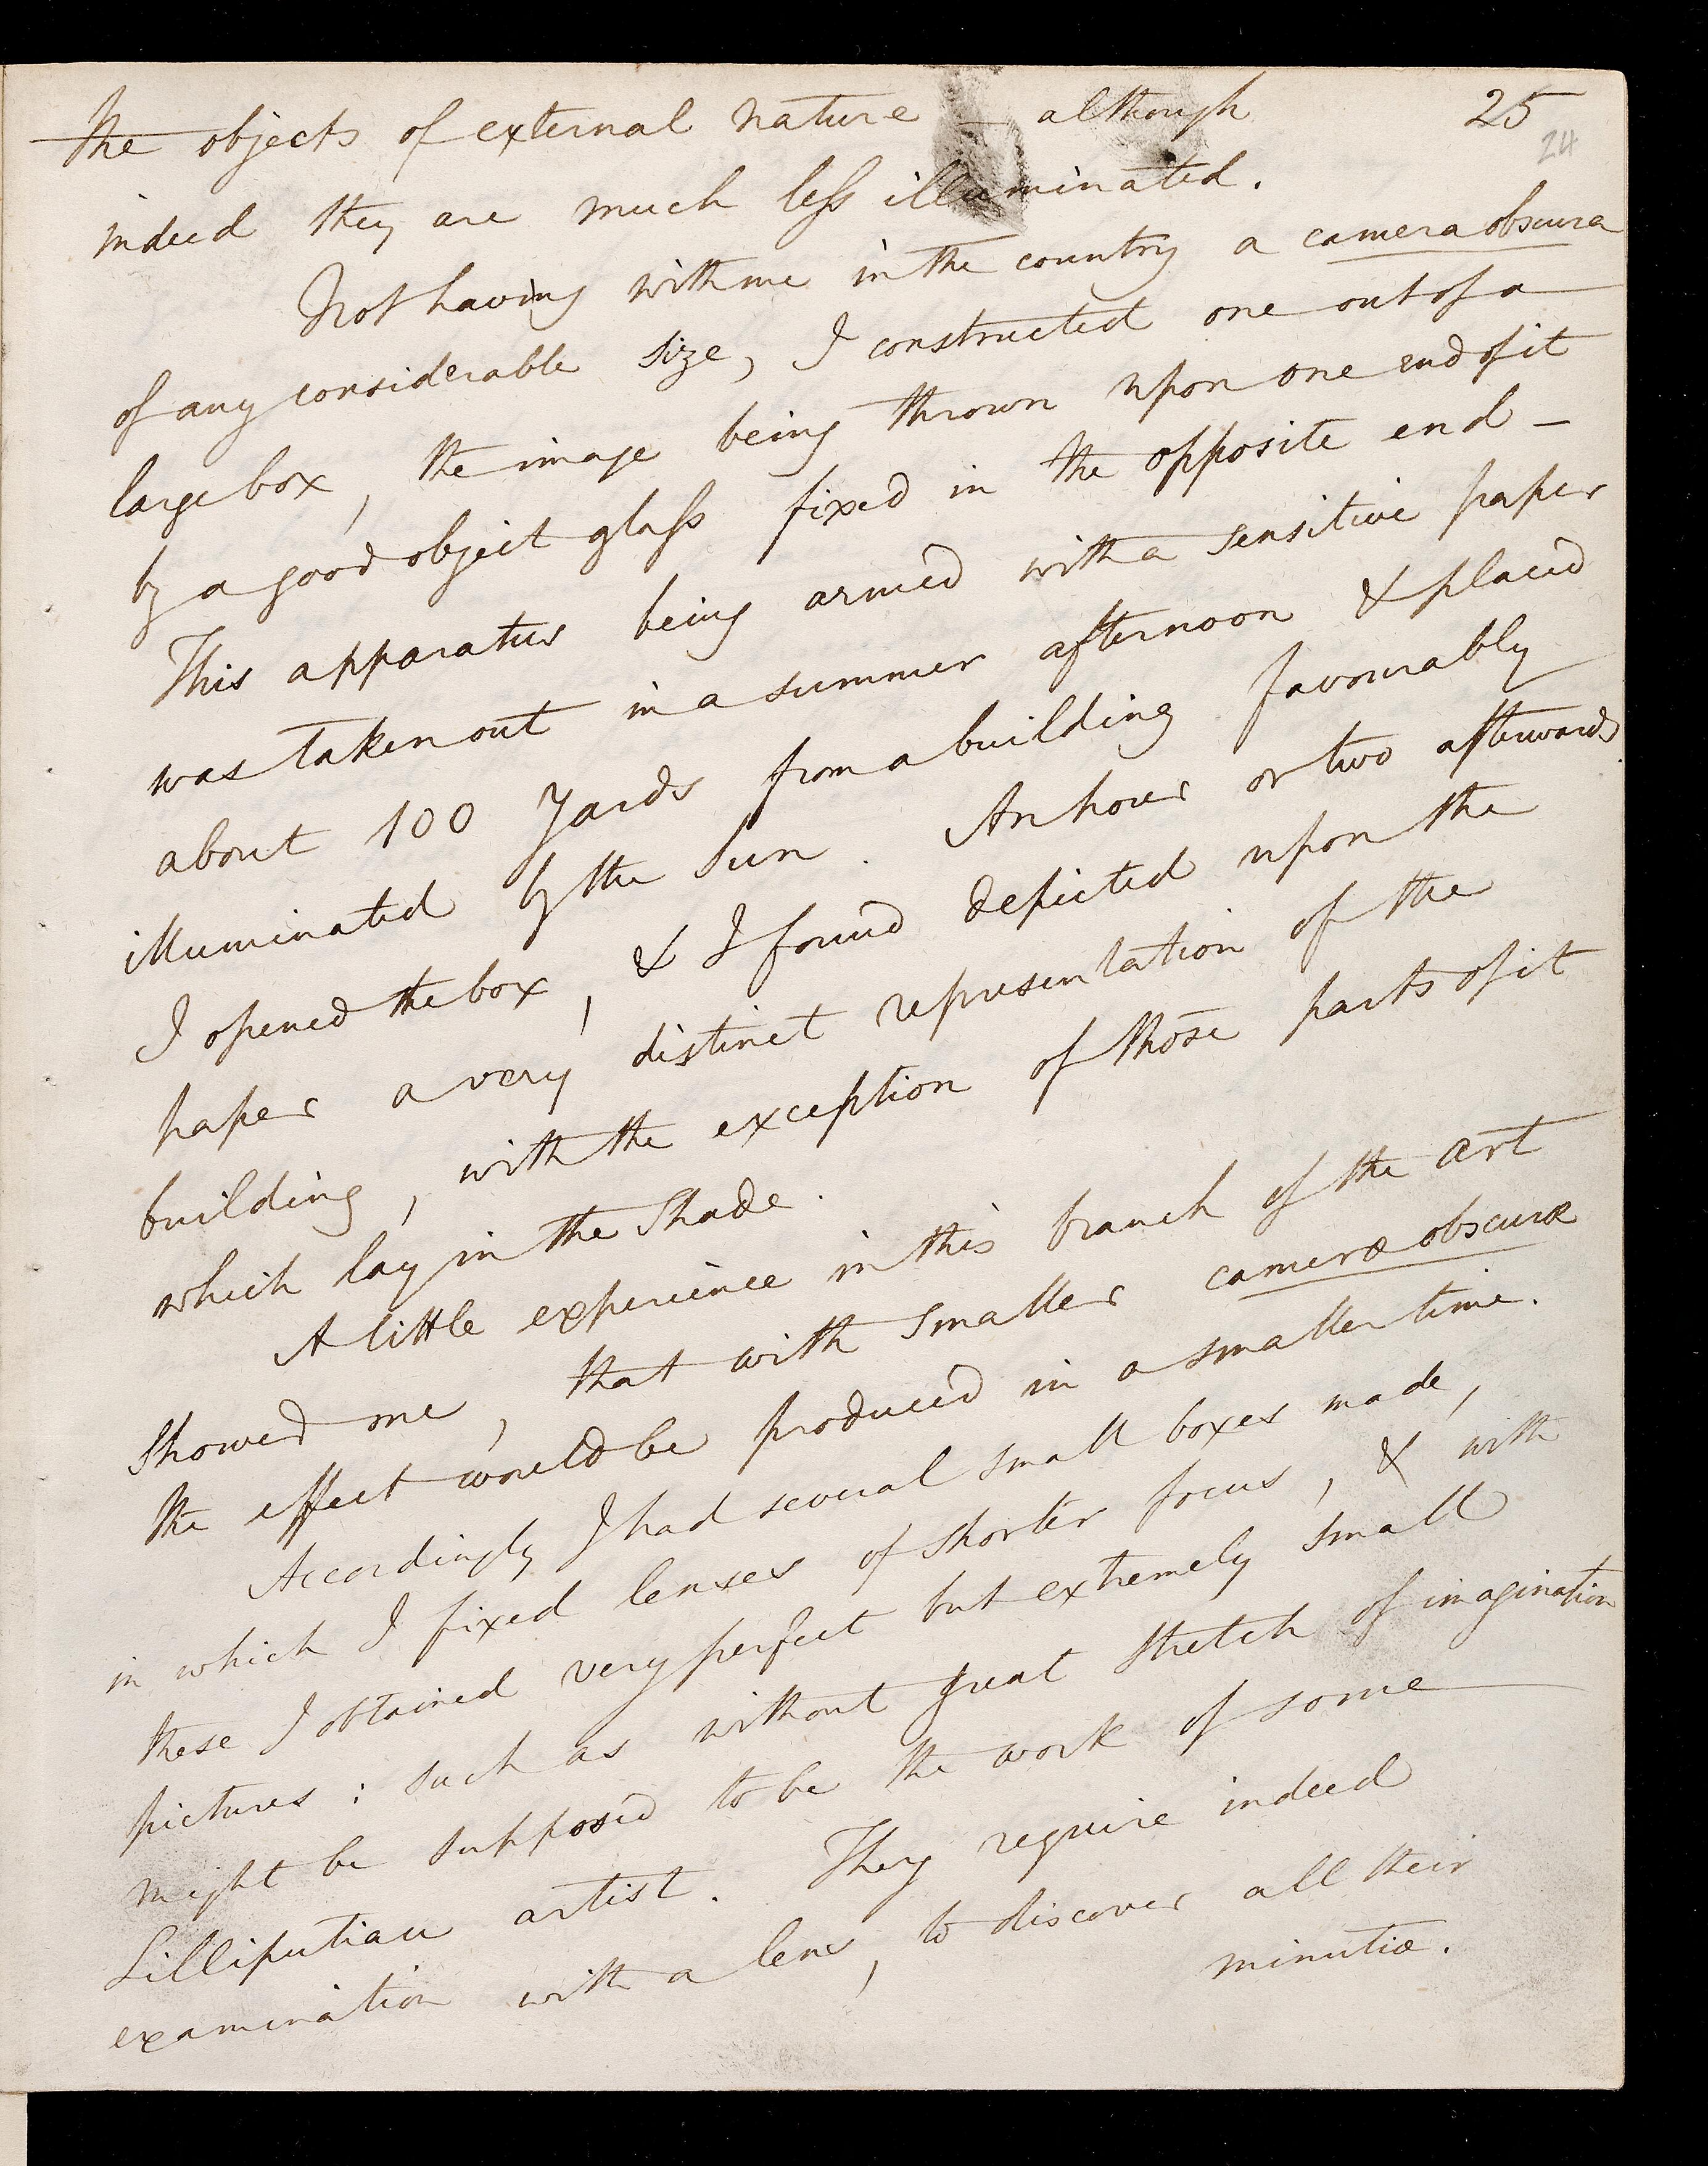 the objects of external nature – although 25
24
indeed they are much less illuminated.
Not having with me in the country a camera obscura
of any considerable size, I constructed one out of a
large box, the image being thrown upon one end of it
by a good object glass fixed in the opposite end –
This apparatus being armed with a sensitive paper
was taken out in a summer afternoon & placed
about 100 yards from a building favourably
illuminated by the Sun. An hour or two afterwards
I opened the box, & I found depicted upon the
paper a very distinct representation of the
building, with the exception of those parts of it
which lay in the Shade.
A little experience in this branch of the art
showed me, that with smaller cameræ obscuræ
the effect would be produced in a smaller time.
Accordingly I had several small boxes made,
in which I fixed lenses of shorter focus, & with
these I obtained very perfect but extremely small
pictures: such as without great stretch of imagination
might be supposed to be the work of some
Lilliputian artist. They require indeed
examination with a lens, to discover all their
minutiæ.